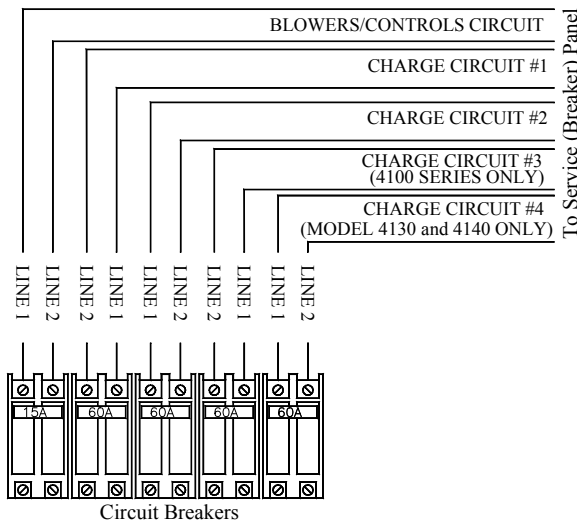 BLOWERS/CONTROLS CIRCUIT
CHARGE CIRCUIT #1
CHARGE CIRCUIT #2
CHARGE CIRCUIT #3
(4100 SERIES ONLY)
CHARGE CIRCUIT #4
(MODEL 4130 and 4140 ONLY)
To Service (Breaker) Panel
LINE 1
LINE 2
LINE 2
LINE 1
LINE 1
LINE 2
LINE 2
LINE 1
LINE 1
LINE 2
15A
60A
60A
60A
60A
Circuit Breakers